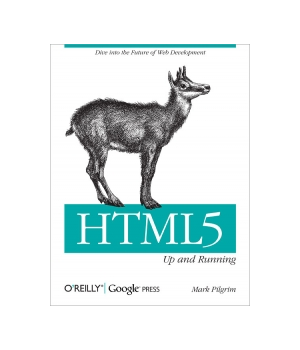 Dive into the Future of Web Development
HTML5
Up and Running
O'REILLY® Google PRESS Mark Pilgrim